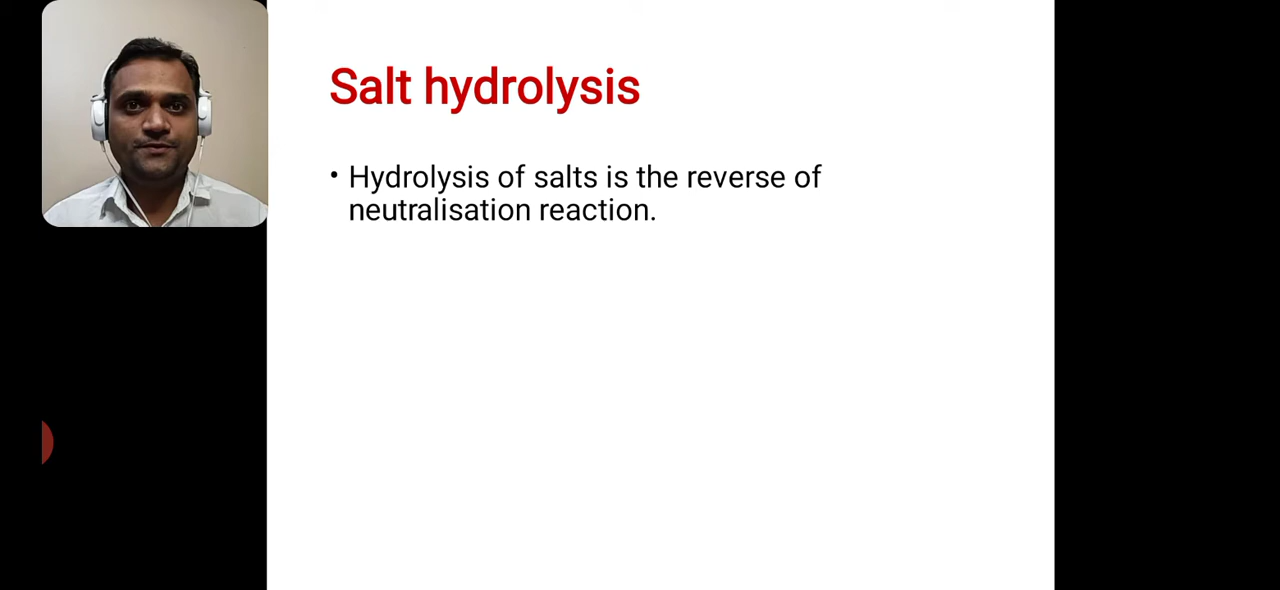 Salt hydrolysis
• Hydrolysis of salts is the reverse of
neutralisation reaction.